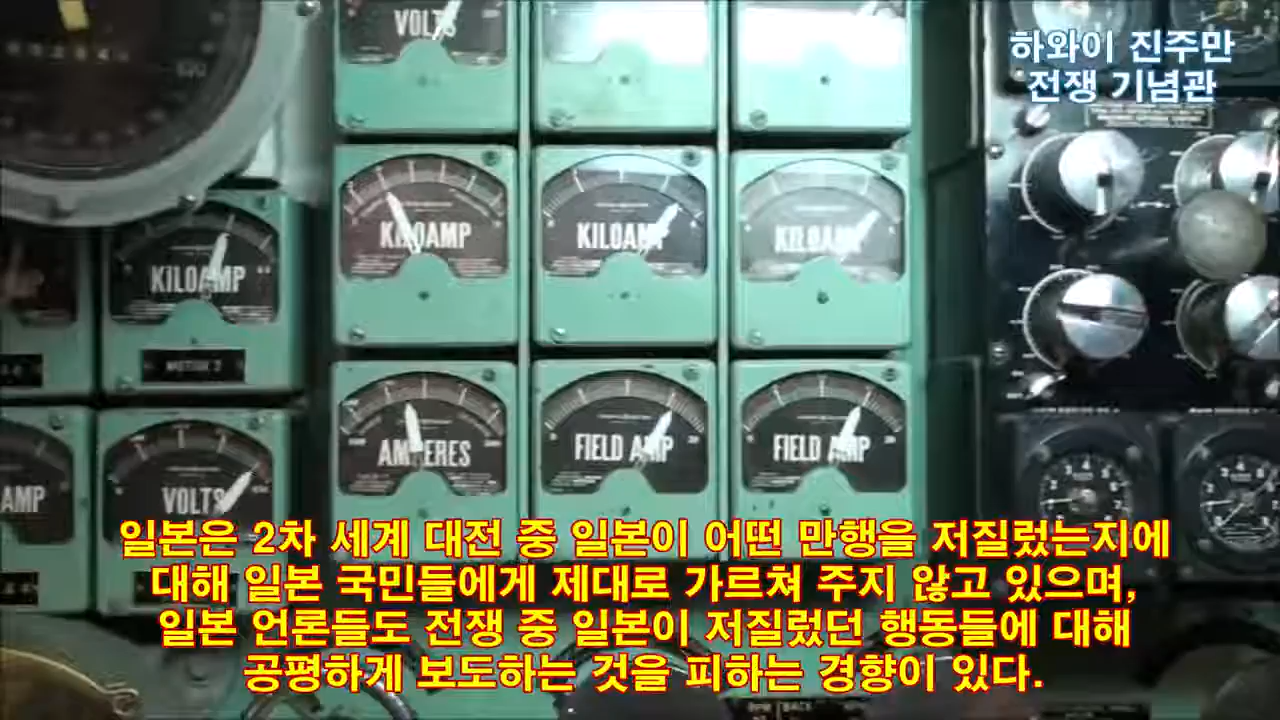 VOLTS
하와이 진주만
전쟁 기념관
KILOAMP
KILOAMP
KILOAMP
KILOAMP
MOTOR 2
AMPERES
FIELD AMP
FIELD AMP
AMP
VOLTS
일본은 2차 세계 대전 중 일본이 어떤 만행을 저질렀는지에
대해 일본 국민들에게 제대로 가르쳐 주지 않고 있으며,
일본 언론들도 전쟁 중 일본이 저질렀던 행동들에 대해
공평하게 보도하는 것을 피하는 경향이 있다.